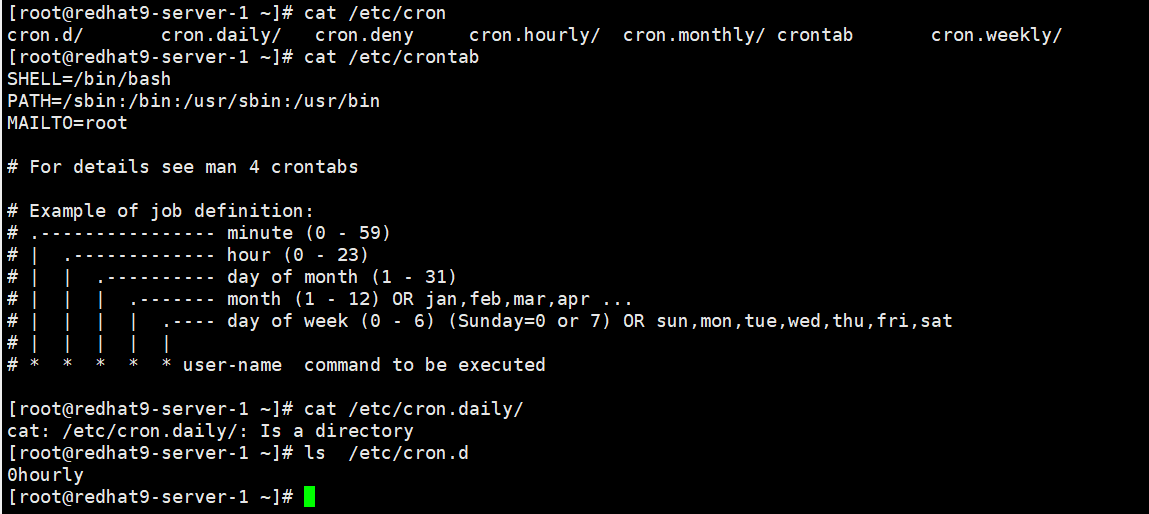 [root@redhat9-server-1 ~]# cat /etc/cron
cron.d/       cron.daily/   cron.deny     cron.hourly/  cron.monthly/ crontab       cron.weekly/
[root@redhat9-server-1 ~]# cat /etc/crontab
SHELL=/bin/bash
PATH=/sbin:/bin:/usr/sbin:/usr/bin
MAILTO=root

# For details see man 4 crontabs

# Example of job definition:
# .---------------- minute (0 - 59)
# |  .------------- hour (0 - 23)
# |  |  .---------- day of month (1 - 31)
# |  |  |  .------- month (1 - 12) OR jan,feb,mar,apr ...
# |  |  |  |  .---- day of week (0 - 6) (Sunday=0 or 7) OR sun,mon,tue,wed,thu,fri,sat
# |  |  |  |  |
# *  *  *  *  * user-name  command to be executed

[root@redhat9-server-1 ~]# cat /etc/cron.daily/
cat: /etc/cron.daily/: Is a directory
[root@redhat9-server-1 ~]# ls  /etc/cron.d
0hourly
[root@redhat9-server-1 ~]#